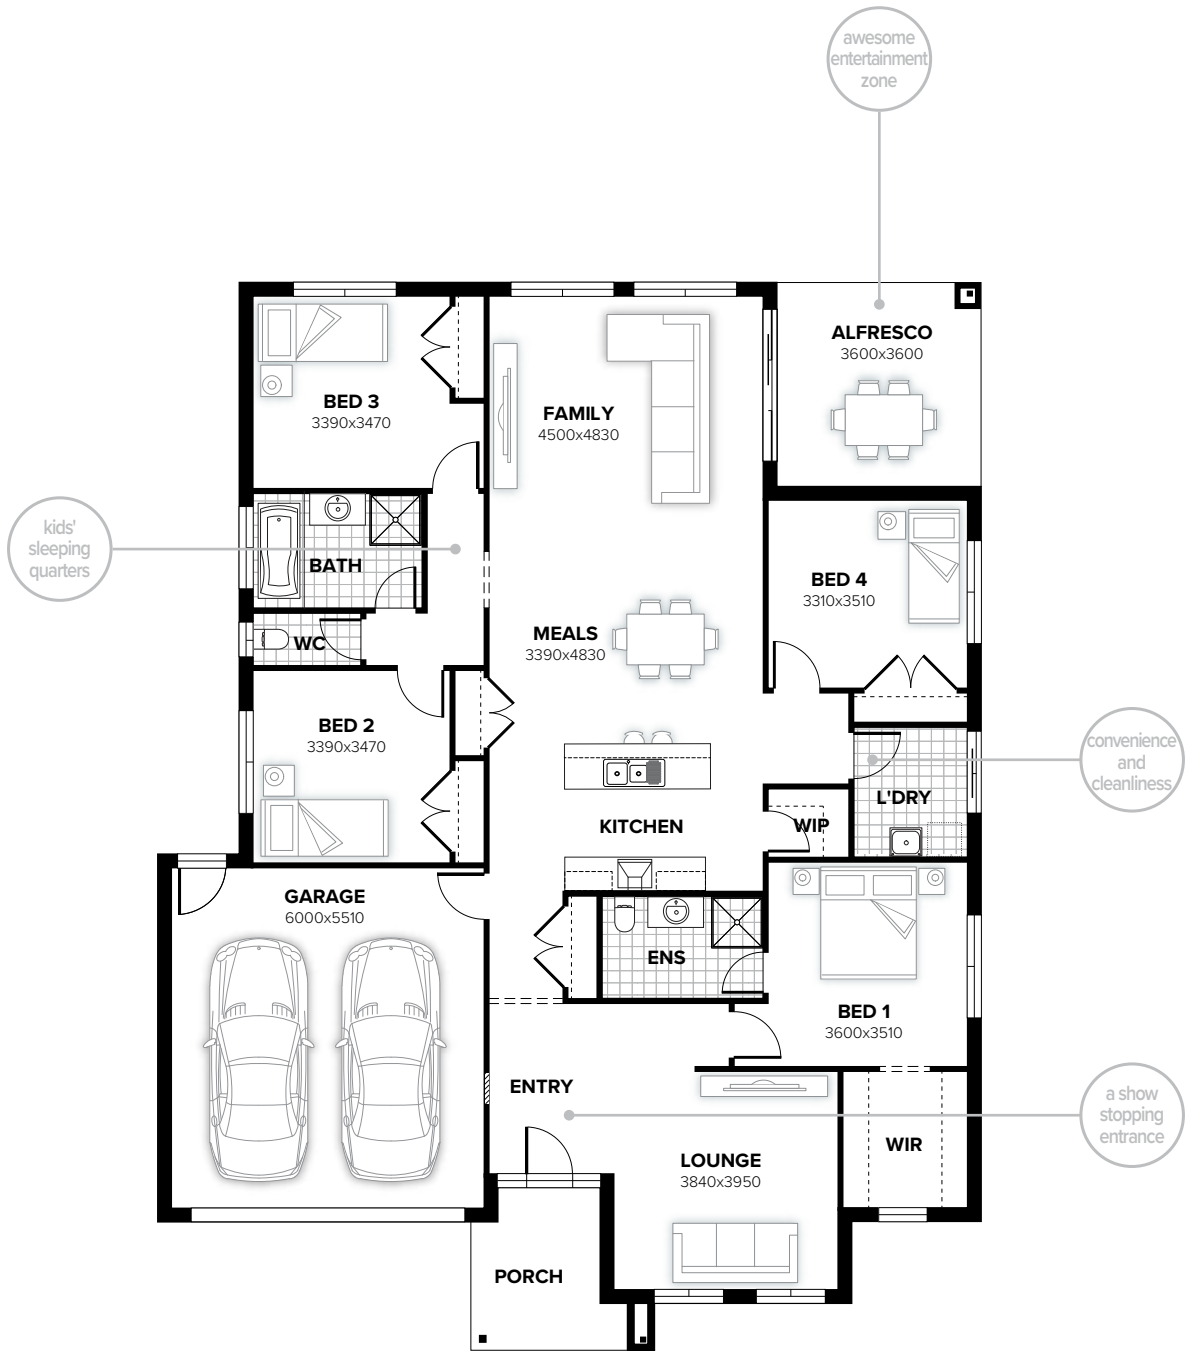 awesome
entertainment
zone
ALFRESCO
3600x3600
BED 3
3390x3470
FAMILY
4500x4830
kids'
sleeping
quarters
BATH
BED 4
3310x3510
MEALS
3390x4830
WC
BED 2
3390x3470
convenience
and
cleanliness
L'DRY
KITCHEN
WIP
GARAGE
6000x5510
ENS
BED 1
3600x3510
ENTRY
a show
stopping
entrance
WIR
LOUNGE
3840x3950
PORCH